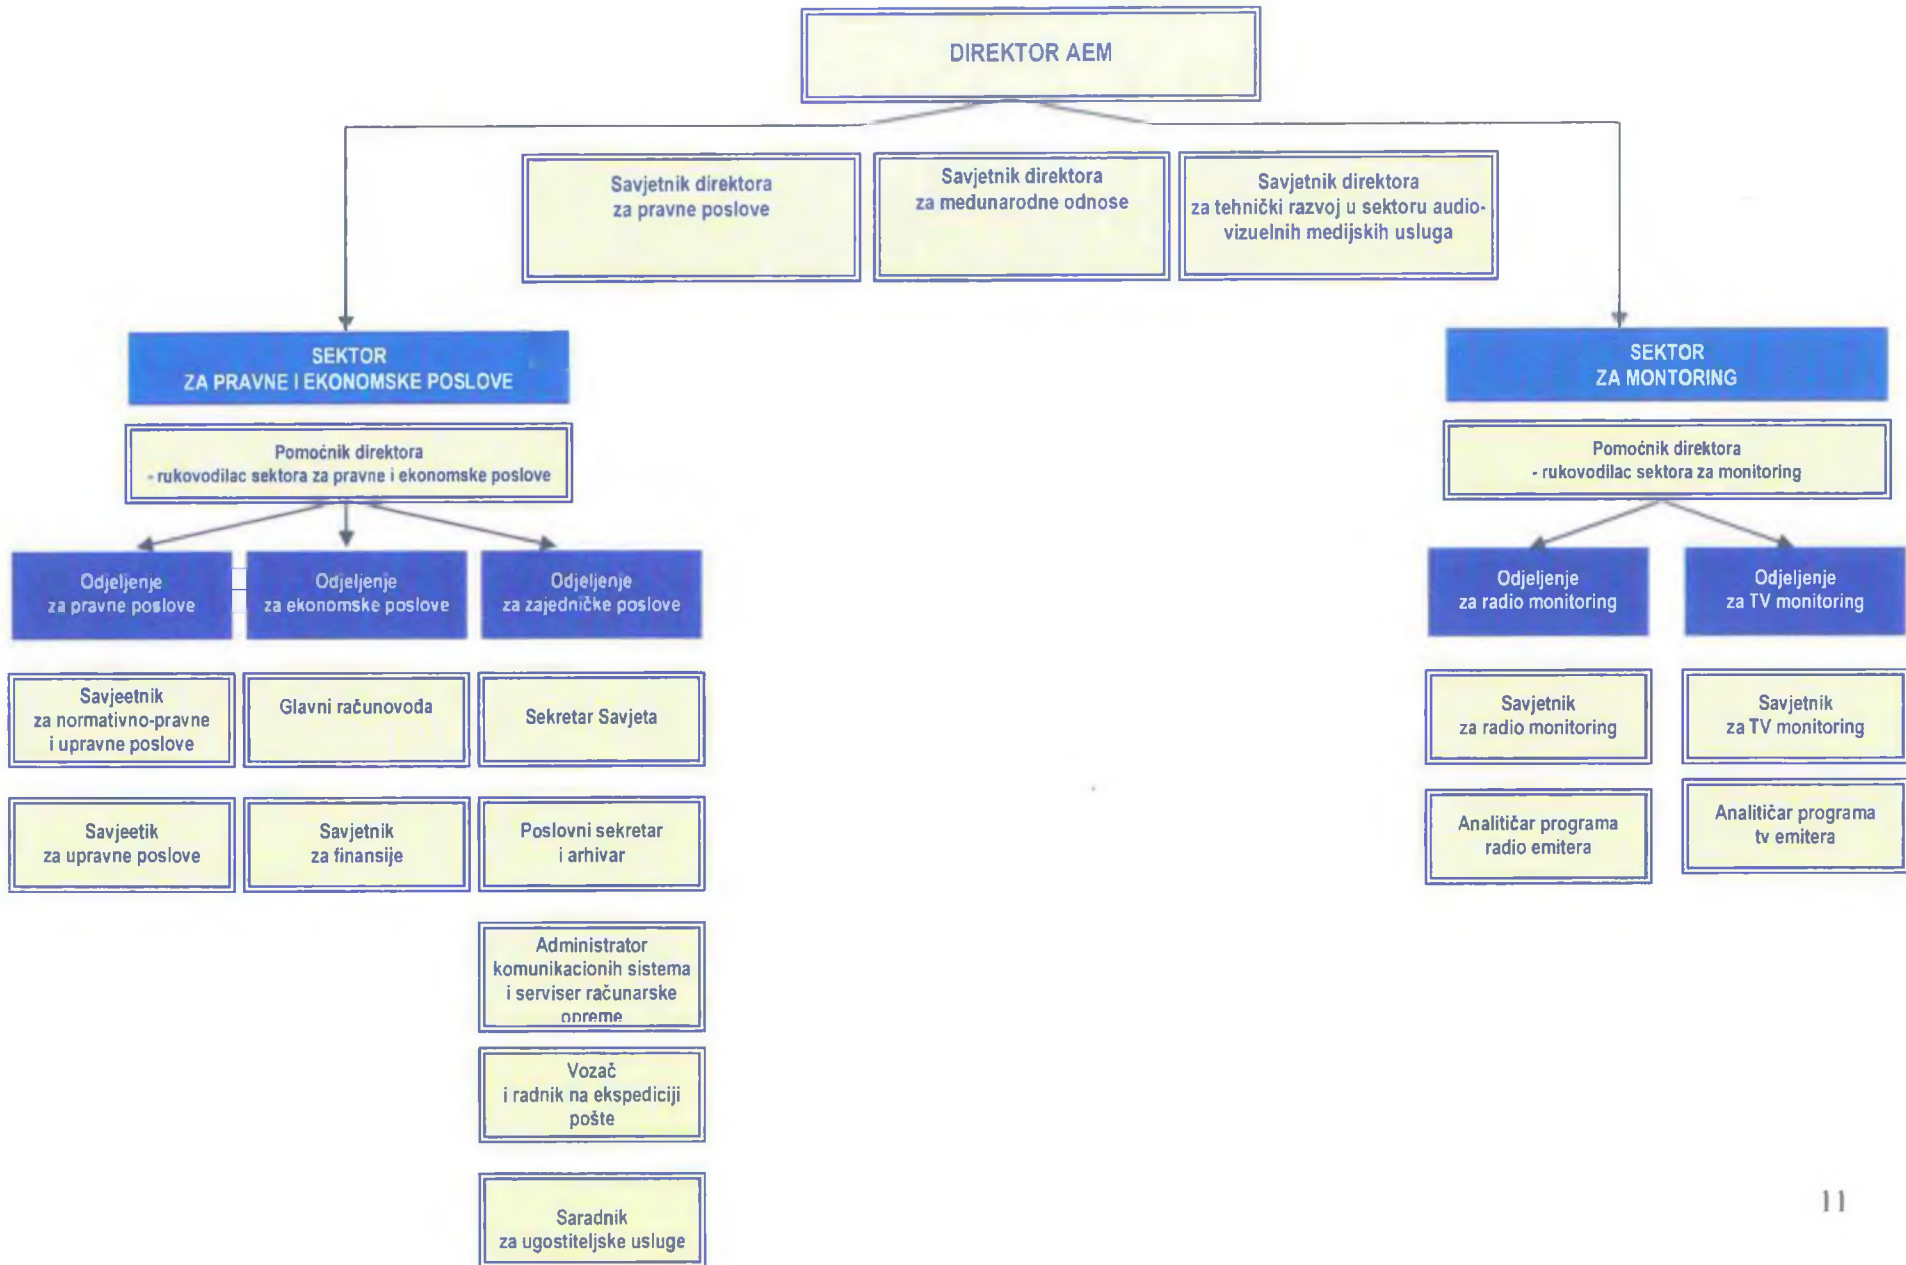 DIREKTOR AEM
Savjetnik direktora
za pravne poslove
Savjetnik direktora
za međunarodne odnose
Savjetnik direktora
za tehnički razvoj u sektoru audio-
vizuelnih medijskih usluga
SEKTOR
ZA PRAVNE I EKONOMSKE POSLOVE
Pomoćnik direktora
- rukovodilac sektora za pravne i ekonomske poslove
Odjeljenje
za pravne poslove
Odjeljenje
za ekonomske poslove
Odjeljenje
za zajedničke poslove
Savjeetnik
za normativno-pravne
i upravne poslove
Glavni računovođa
Sekretar Savjeta
Savjeetik
za upravne poslove
Savjetnik
za finansije
Poslovni sekretar
i arhivar
Administrator
komunikacionih sistema
i serviser računarske
opreme
Vozač
i radnik na ekspediciji
pošte
Saradnik
za ugostiteljske usluge
SEKTOR
ZA MONTORING
Pomoćnik direktora
- rukovodilac sektora za monitoring
Odjeljenje
za radio monitoring
Odjeljenje
za TV monitoring
Savjetnik
za radio monitoring
Savjetnik
za TV monitoring
Analitičar programa
radio emitera
Analitičar programa
tv emitera
11